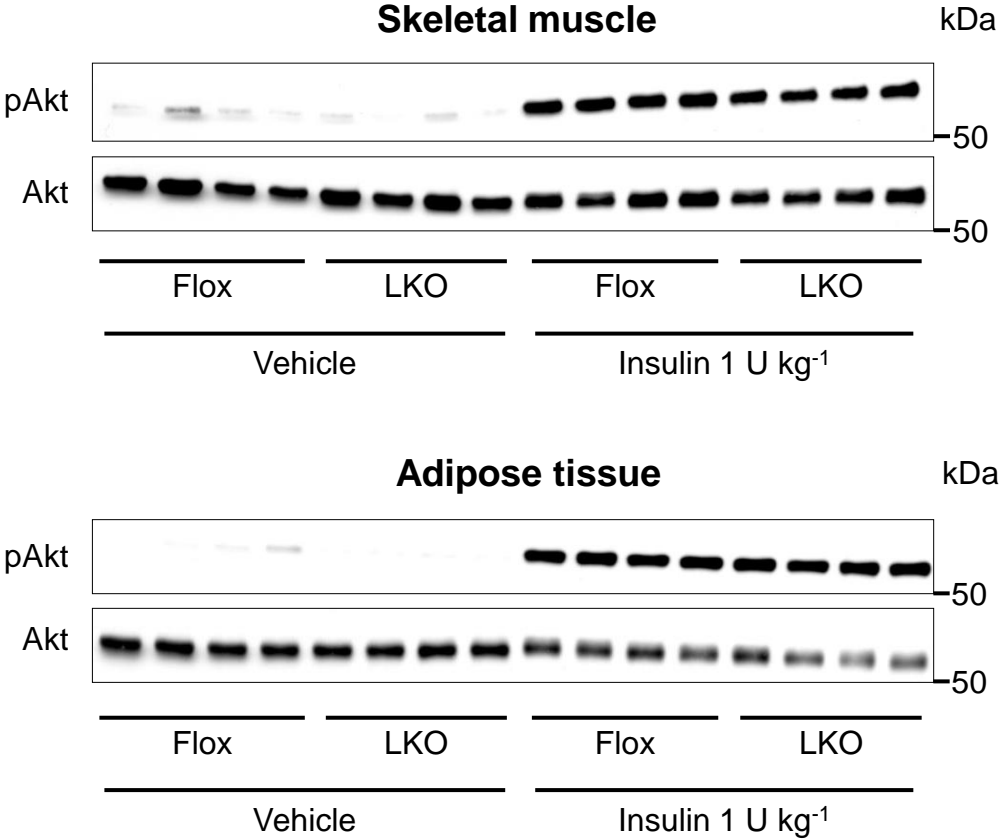 Skeletal muscle kDa
pAkt
50
Akt
50
Flox LKO Flox LKO
Vehicle Insulin 1 U kg⁻¹
Adipose tissue kDa
pAkt
50
Akt
50
Flox LKO Flox LKO
Vehicle Insulin 1 U kg⁻¹